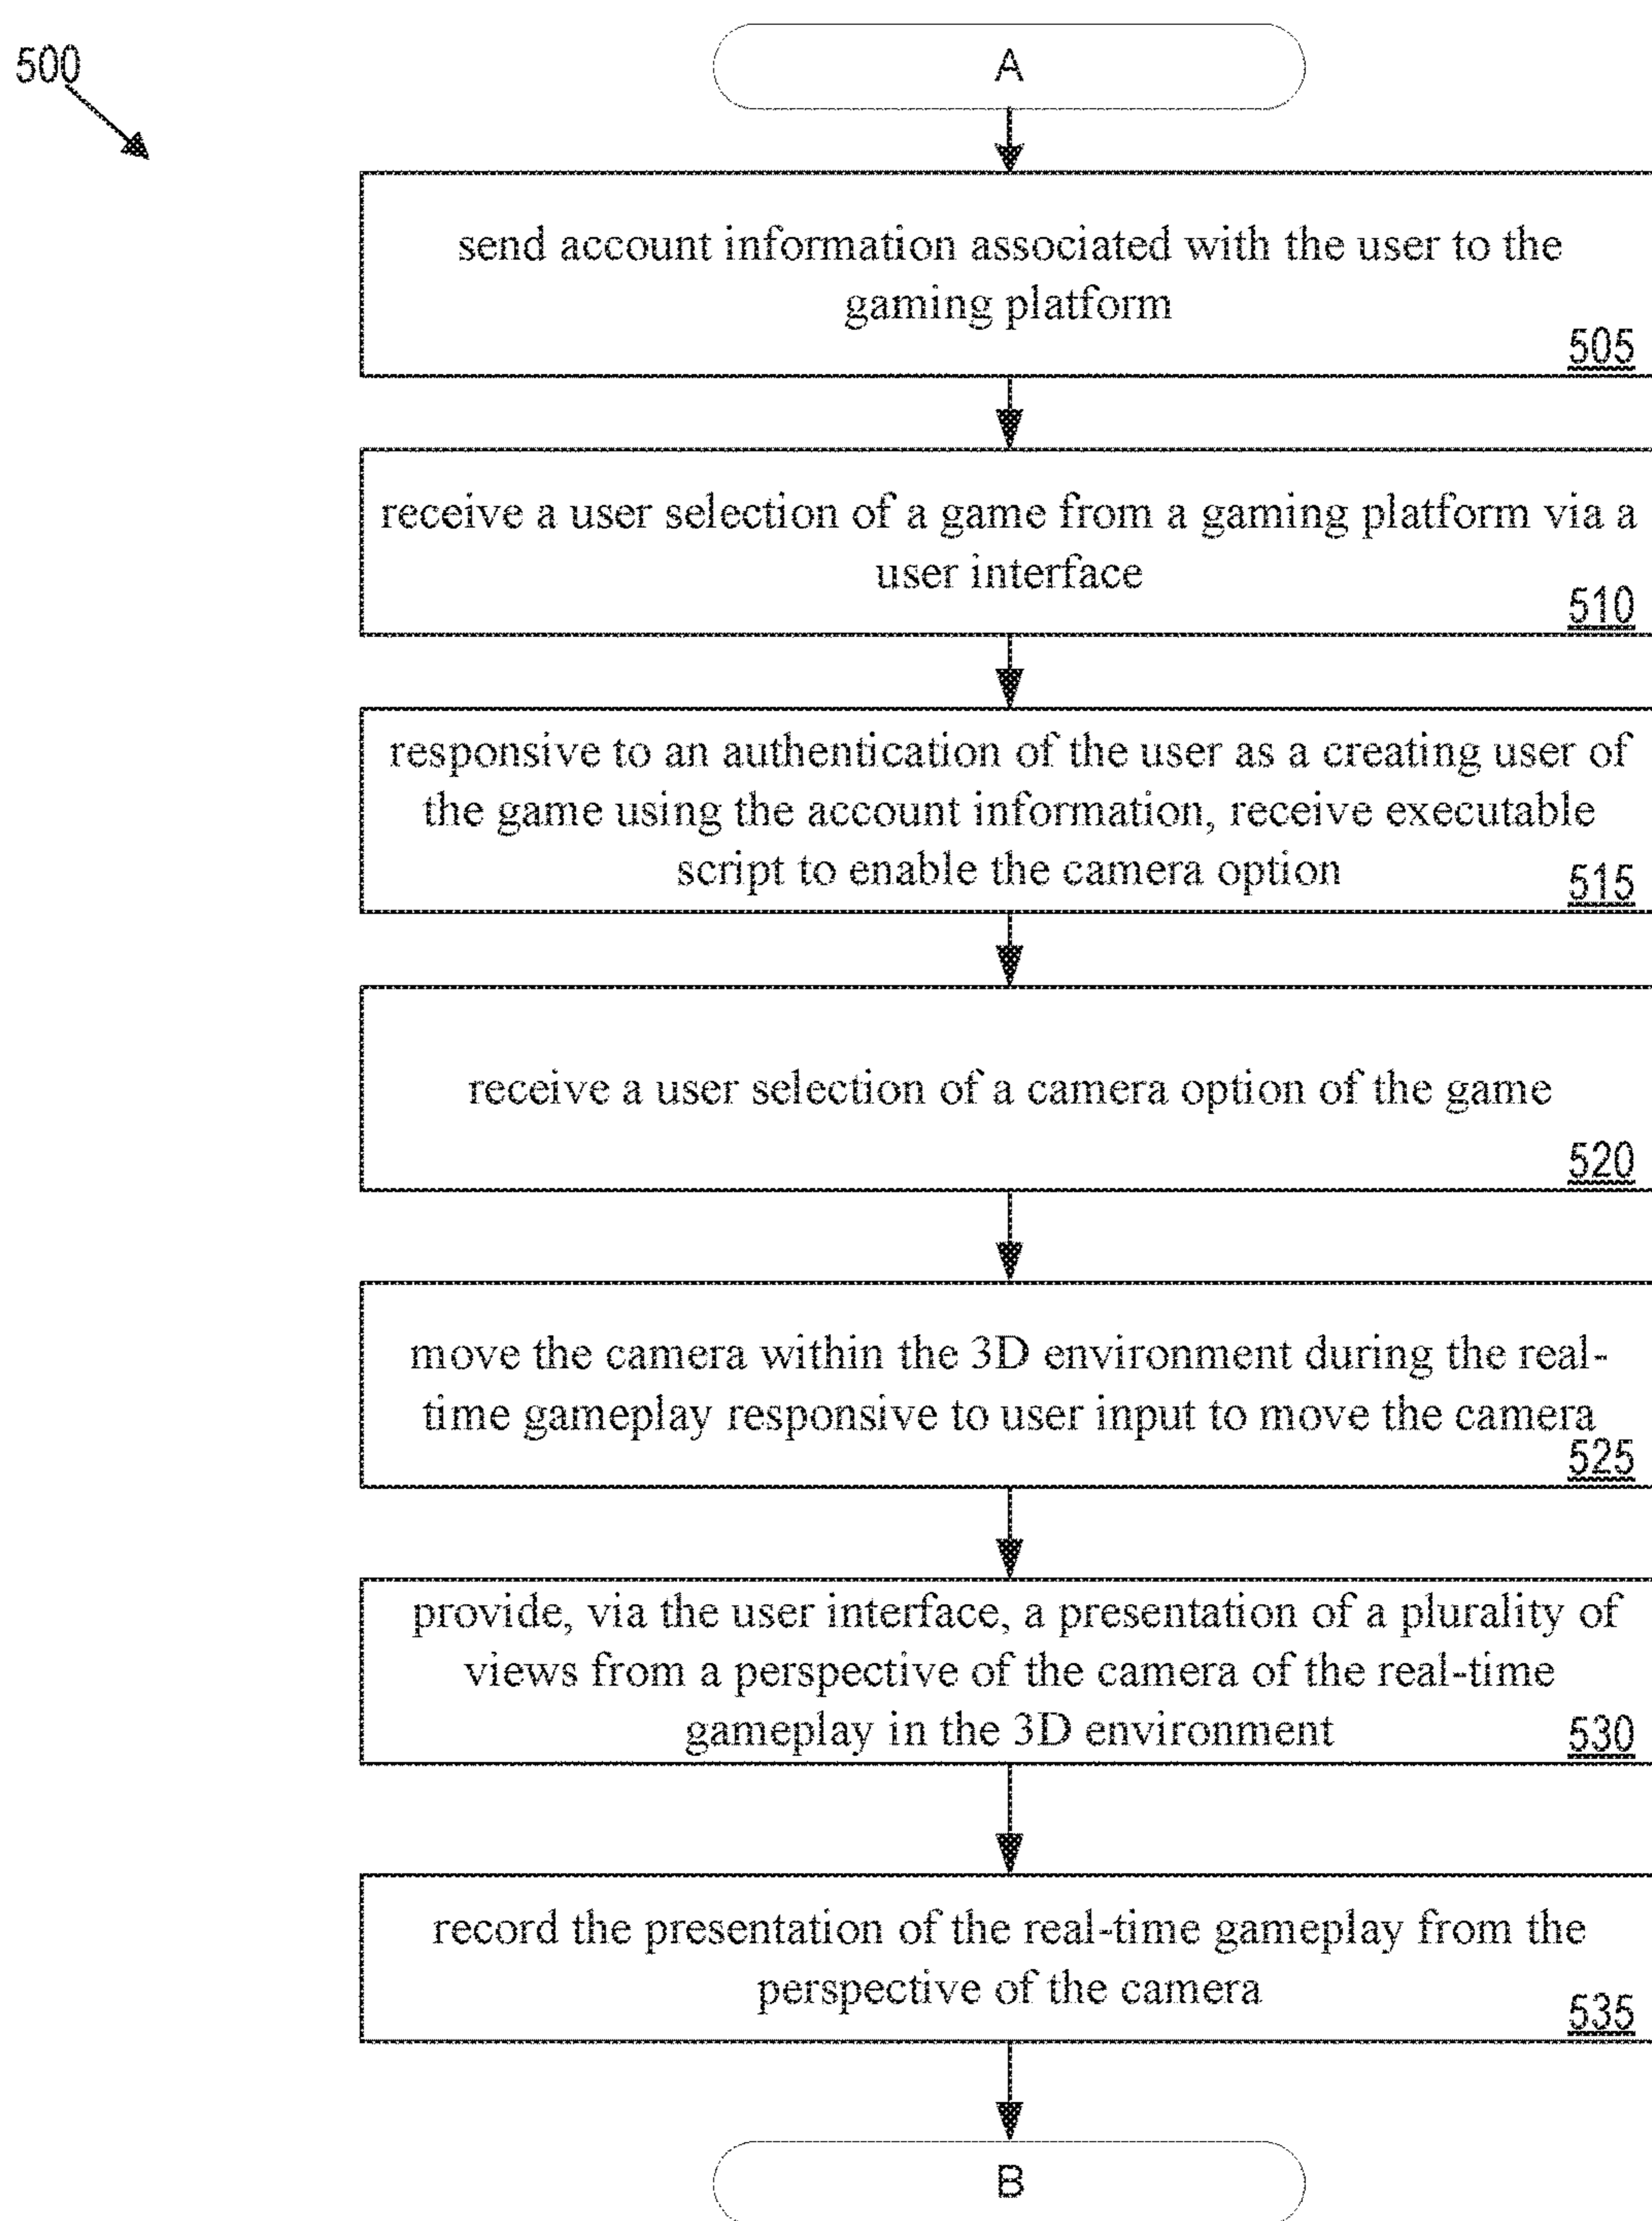 500
A
send account information associated with the user to the
gaming platform
505
receive a user selection of a game from a gaming platform via a
user interface
510
responsive to an authentication of the user as a creating user of
the game using the account information, receive executable
script to enable the camera option
515
receive a user selection of a camera option of the game
520
move the camera within the 3D environment during the real-
time gameplay responsive to user input to move the camera
525
provide, via the user interface, a presentation of a plurality of
views from a perspective of the camera of the real-time
gameplay in the 3D environment
530
record the presentation of the real-time gameplay from the
perspective of the camera
535
B